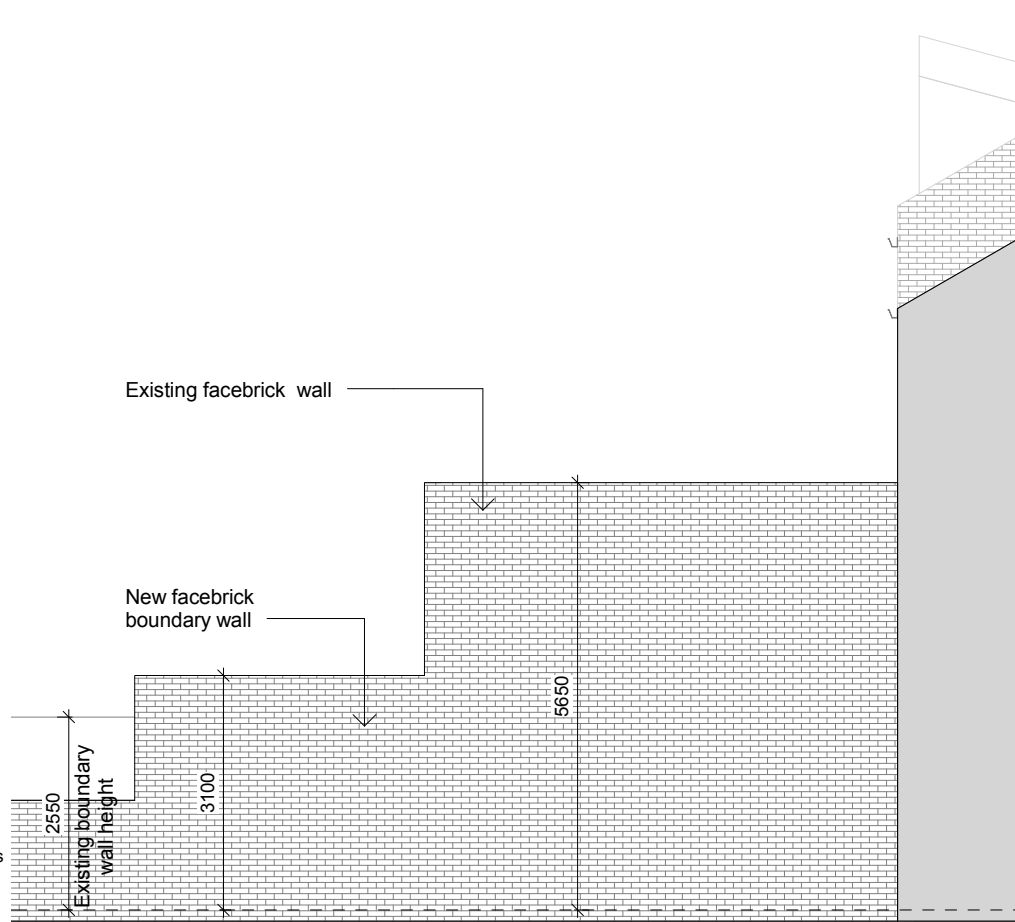 Existing facebrick wall
New facebrick
boundary wall
5650
3100
2550
Existing boundary
wall height